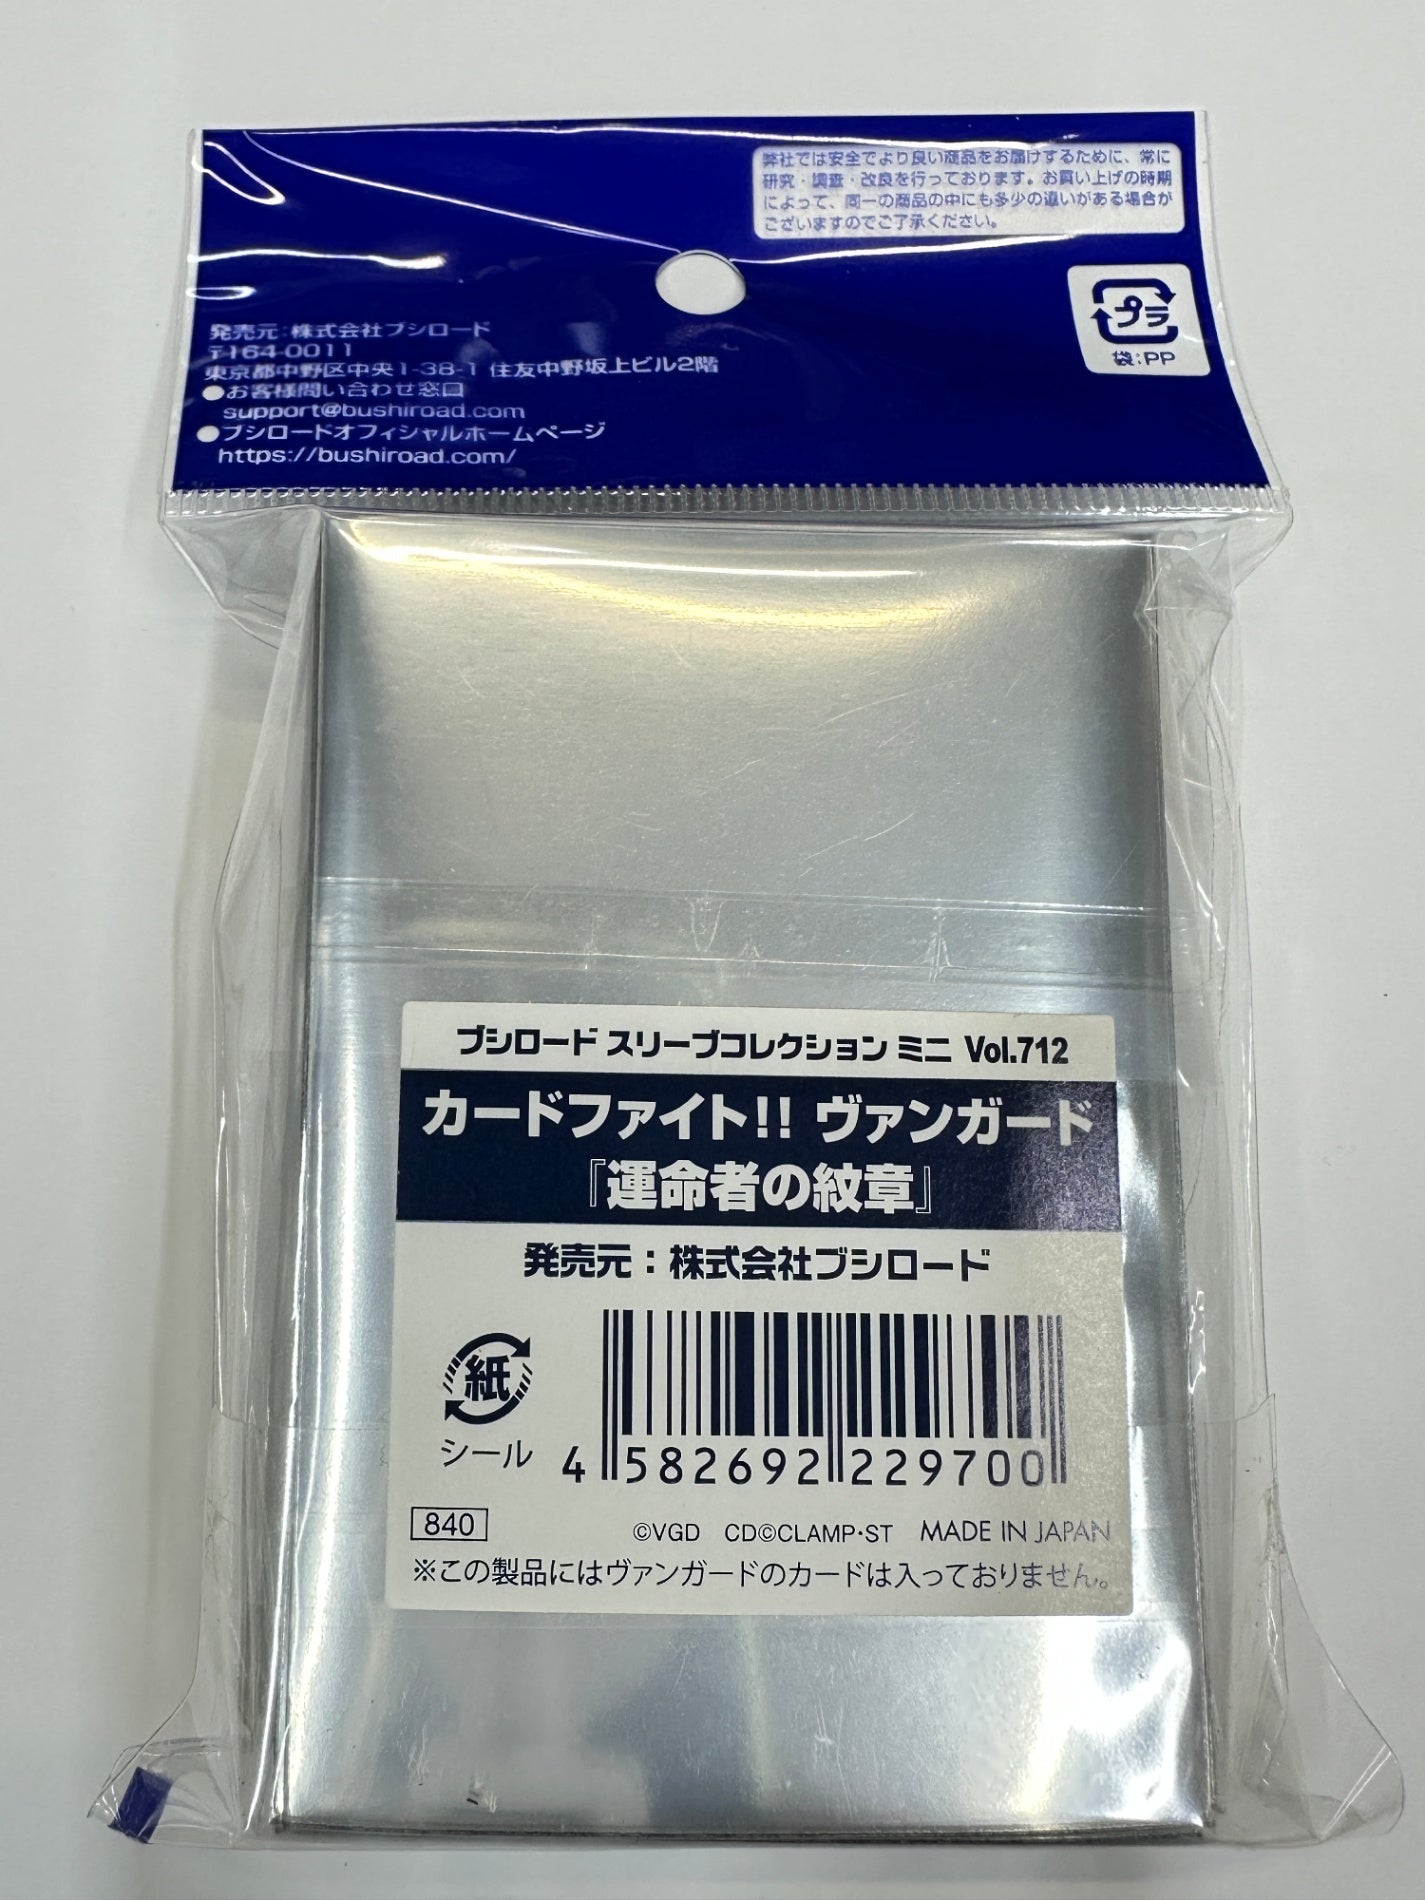 弊社では安全でより良い商品をお届けするために、常に
研究・調査・改良を行っております。お買い上げの時期
によって、同一の商品の中にも多少の違いがある場合が
ございますのでご了承ください。
プラ
袋:PP
発売元:株式会社ブシロード
〒164-0011
東京都中野区中央1-38-1 住友中野坂上ビル2階
●お客様問い合わせ窓口
support@bushiroad.com
●ブシロードオフィシャルホームページ
https://bushiroad.com/
ブシロード スリーブコレクション ミニ Vol.712
カードファイト!! ヴァンガード
『運命者の紋章』
発売元：株式会社ブシロード
紙
シール
4 582692 229700
840
©VGD CD©CLAMP・ST MADE IN JAPAN
※この製品にはヴァンガードのカードは入っておりません。